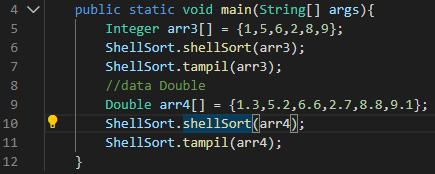 4 public static void main(String[] args){
5 Integer arr3[] = {1,5,6,2,8,9};
6 ShellSort.shellSort(arr3);
7 ShellSort.tampil(arr3);
8 //data Double
9 Double arr4[] = {1.3,5.2,6.6,2.7,8.8,9.1};
10 ShellSort.shellSort(arr4);
11 ShellSort.tampil(arr4);
12 }